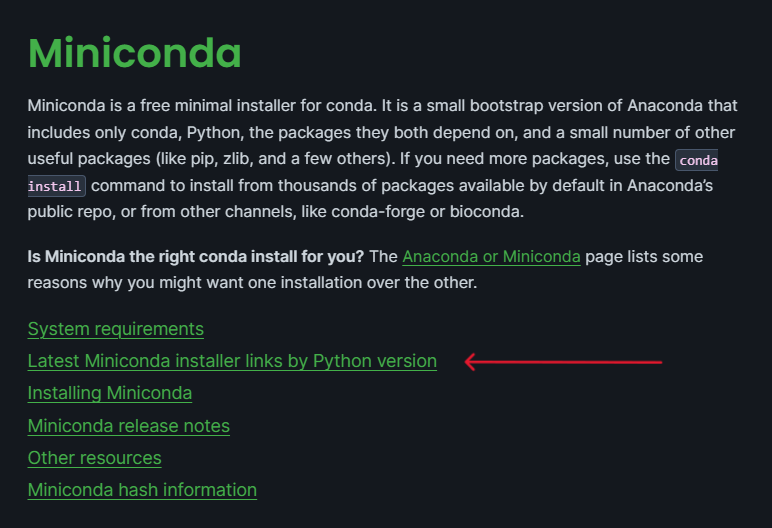 Miniconda
Miniconda is a free minimal installer for conda. It is a small bootstrap version of Anaconda that
includes only conda, Python, the packages they both depend on, and a small number of other
useful packages (like pip, zlib, and a few others). If you need more packages, use the conda
install command to install from thousands of packages available by default in Anaconda’s
public repo, or from other channels, like conda-forge or bioconda.
Is Miniconda the right conda install for you? The Anaconda or Miniconda page lists some
reasons why you might want one installation over the other.
System requirements
Latest Miniconda installer links by Python version
Installing Miniconda
Miniconda release notes
Other resources
Miniconda hash information